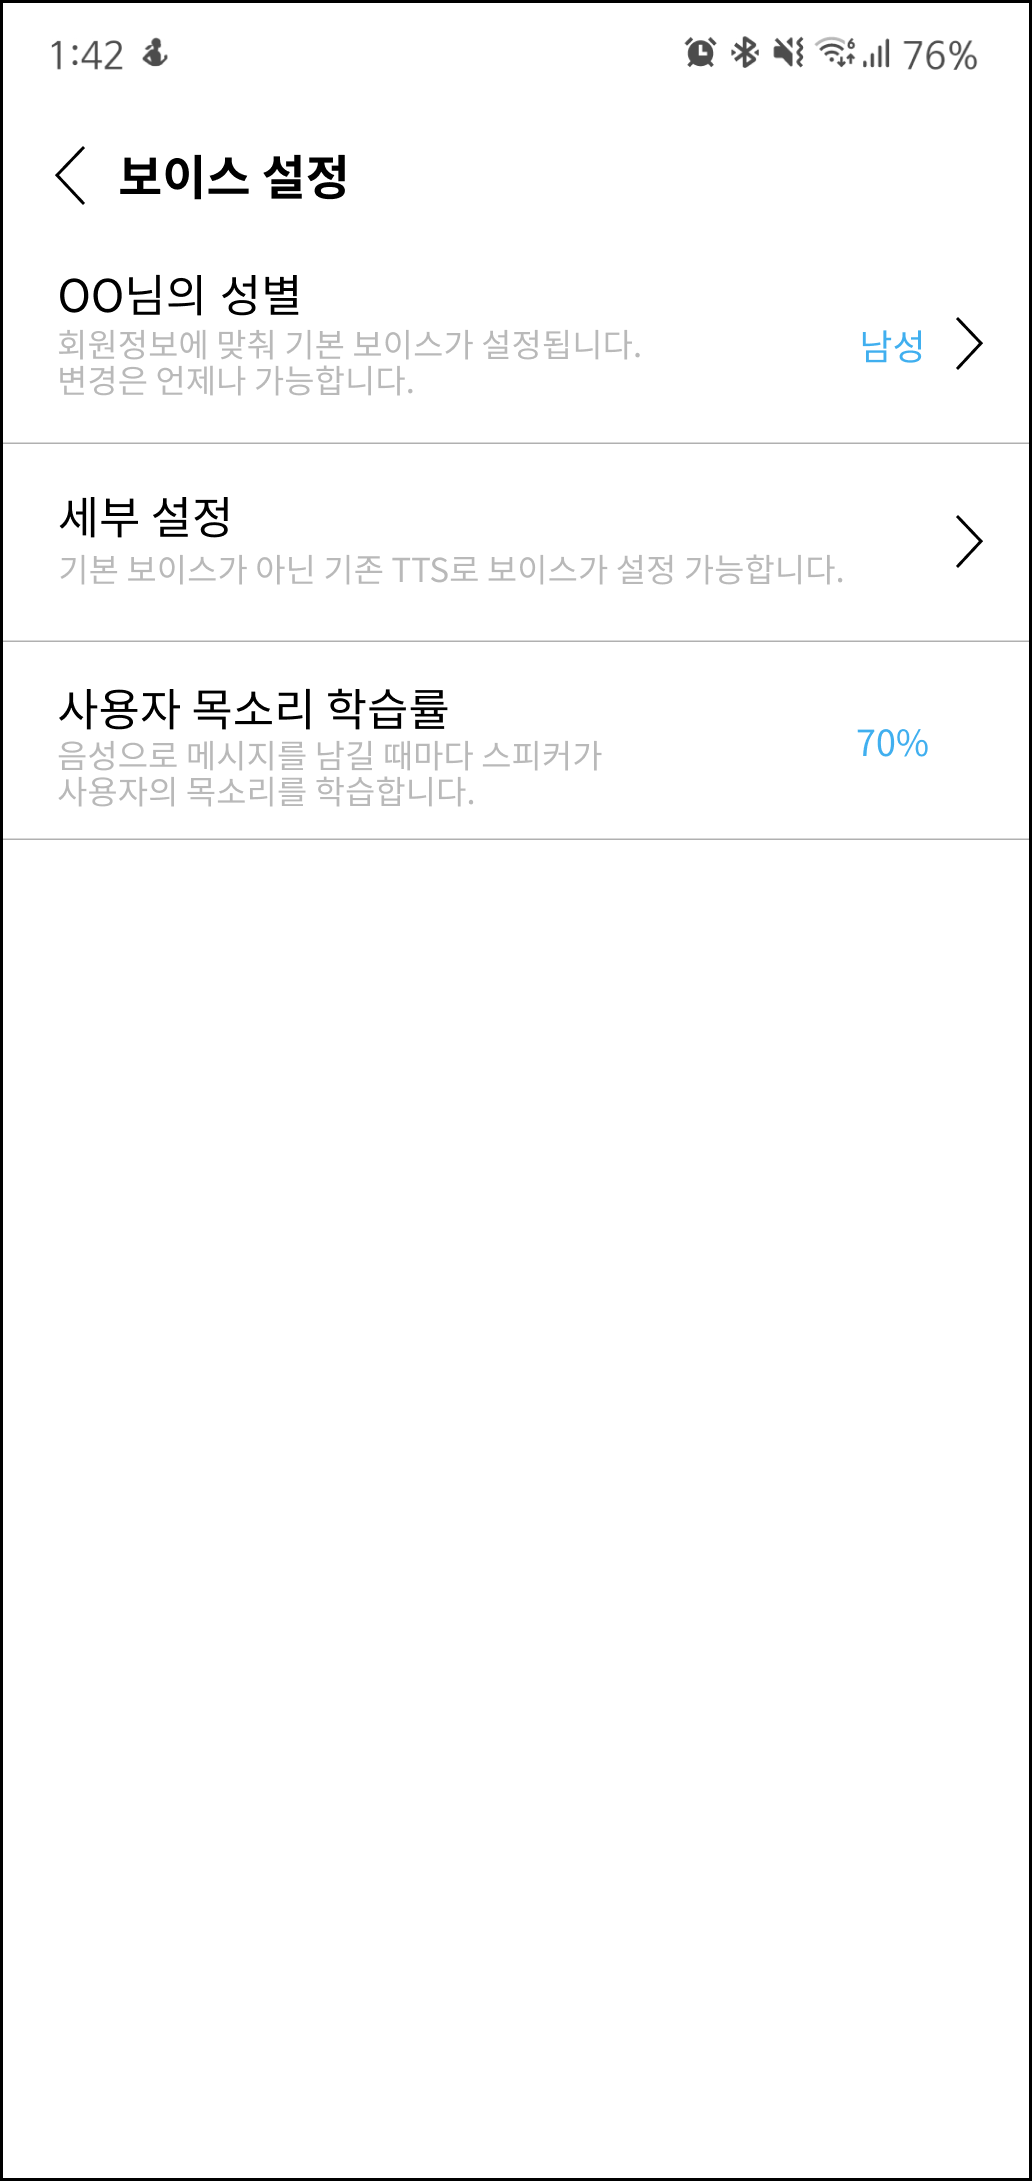 1:42 76%
보이스 설정
OO님의 성별
회원정보에 맞춰 기본 보이스가 설정됩니다.
남성
변경은 언제나 가능합니다.
세부 설정
기본 보이스가 아닌 기존 TTS로 보이스가 설정 가능합니다.
사용자 목소리 학습률
음성으로 메시지를 남길 때마다 스피커가
70%
사용자의 목소리를 학습합니다.